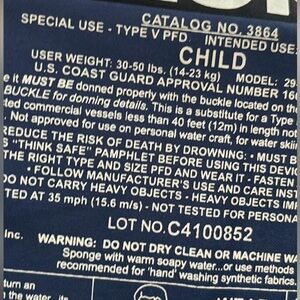 CATALOG NO. 3864
SPECIAL USE - TYPE V PFD. INTENDED USE
CHILD
USER WEIGHT: 30-50 lbs. (14-23 kg) MODEL: 29
U.S. COAST GUARD APPROVAL NUMBER 16
e it MUST BE donned properly with the buckle located on th
BUCKLE for donning details. This is a substitute for a Type
ted commercial vessels less than 40 feet (12m) in length not
Not approved for use on personal water craft, for water skiin
REDUCE THE RISK OF DEATH BY DROWNING: • MUST B
S "THINK SAFE" PAMPHLET BEFORE USING THIS DEVI
THE RIGHT TYPE AND SIZE PFD AND WEAR IT - FASTEN
• FOLLOW MANUFACTURER'S USE AND CARE INS
DO NOT CARRY HEAVY OBJECTS - HEAVY OBJECTS IM
TED AT 35 mph (15.6 m/s) - NOT TESTED FOR PERSONA
LOT NO. C4100852
Inc.
WARNING: DO NOT DRY CLEAN OR MACHINE WA
Sponge with warm soapy water...or use methods
recommended for 'hand' washing synthetic fabrics